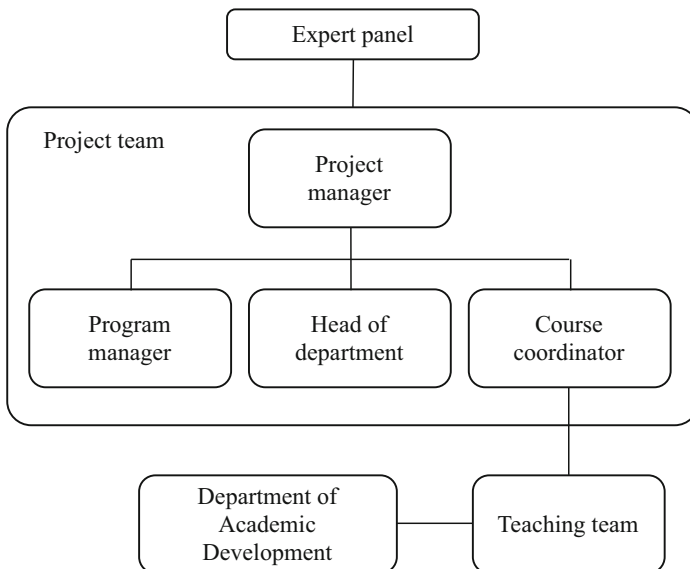 Expert panel
Project team
Project
manager
Program
manager
Head of
department
Course
coordinator
Department of
Academic
Development
Teaching team